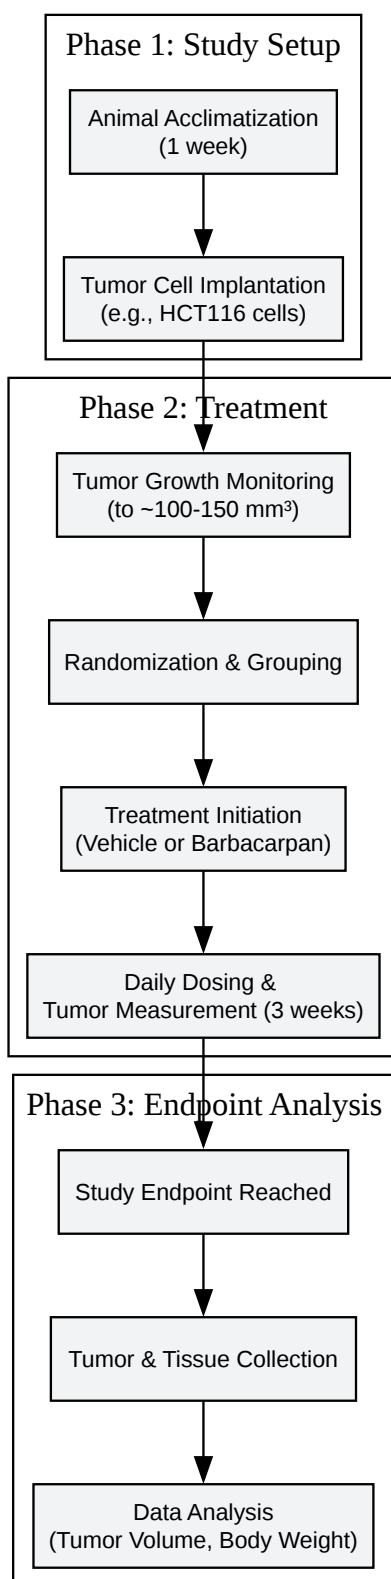 Phase 1: Study Setup
Animal Acclimatization
(1 week)
Tumor Cell Implantation
(e.g., HCT116 cells)
Phase 2: Treatment
Tumor Growth Monitoring
(to ~100-150 mm³)
Randomization & Grouping
Treatment Initiation
(Vehicle or Barbacarpan)
Daily Dosing &
Tumor Measurement (3 weeks)
Phase 3: Endpoint Analysis
Study Endpoint Reached
Tumor & Tissue Collection
Data Analysis
(Tumor Volume, Body Weight)